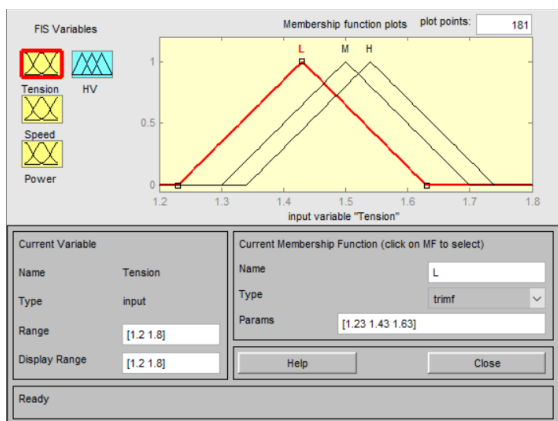 FIS Variables
Membership function plots
plot points:
181
Tension
HV
Speed
Power
L
M
H
1
0.5
0
1.2
1.3
1.4
1.5
1.6
1.7
1.8
input variable "Tension"
Current Variable
Name
Tension
Type
input
Range
[1.2 1.8]
Display Range
[1.2 1.8]
Current Membership Function (click on MF to select)
Name
L
Type
trimf
Params
[1.23 1.43 1.63]
Help
Close
Ready